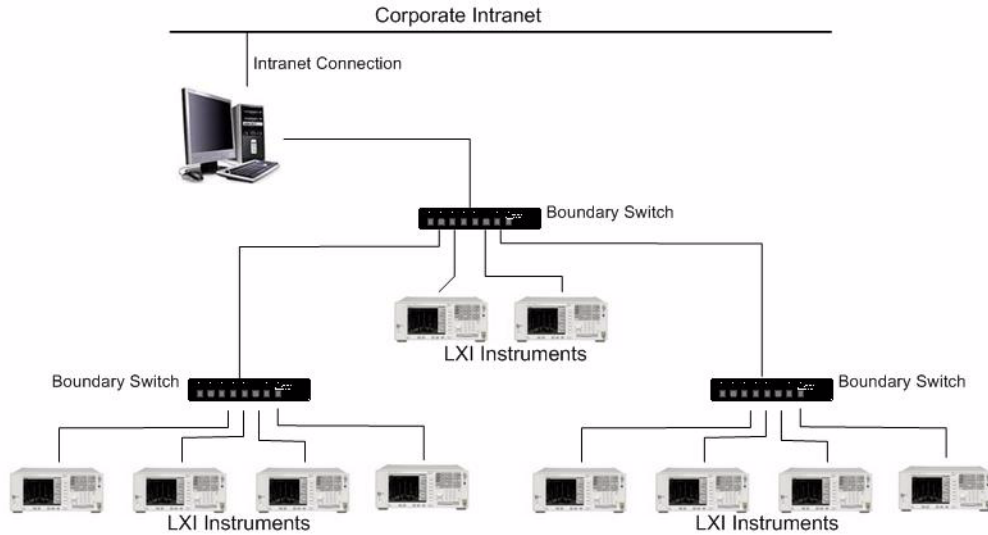 Corporate Intranet
Intranet Connection
Boundary Switch
LXI Instruments
Boundary Switch
Boundary Switch
LXI Instruments
LXI Instruments